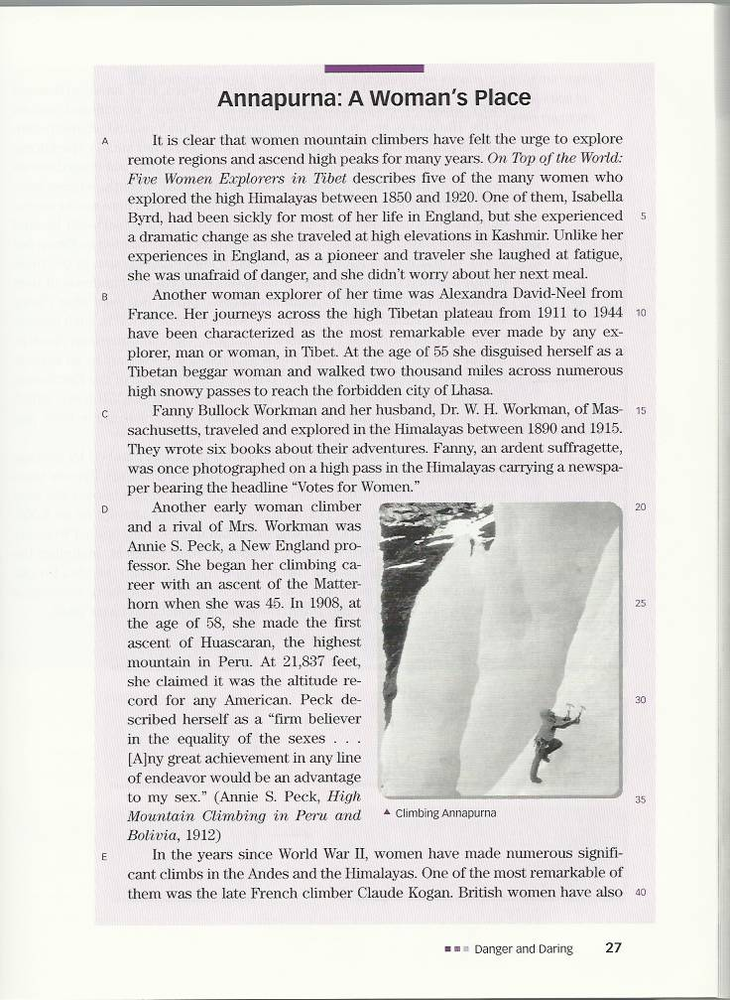 Annapurna: A Woman's Place
A It is clear that women mountain climbers have felt the urge to explore
remote regions and ascend high peaks for many years. On Top of the World:
Five Women Explorers in Tibet describes five of the many women who
explored the high Himalayas between 1850 and 1920. One of them, Isabella
Byrd, had been sickly for most of her life in England, but she experienced 5
a dramatic change as she traveled at high elevations in Kashmir. Unlike her
experiences in England, as a pioneer and traveler she laughed at fatigue,
she was unafraid of danger, and she didn't worry about her next meal.
B Another woman explorer of her time was Alexandra David-Neel from
France. Her journeys across the high Tibetan plateau from 1911 to 1944 10
have been characterized as the most remarkable ever made by any ex-
plorer, man or woman, in Tibet. At the age of 55 she disguised herself as a
Tibetan beggar woman and walked two thousand miles across numerous
high snowy passes to reach the forbidden city of Lhasa.
C Fanny Bullock Workman and her husband, Dr. W. H. Workman, of Mas- 15
sachusetts, traveled and explored in the Himalayas between 1890 and 1915.
They wrote six books about their adventures. Fanny, an ardent suffragette,
was once photographed on a high pass in the Himalayas carrying a newspa-
per bearing the headline "Votes for Women."
D Another early woman climber 20
and a rival of Mrs. Workman was
Annie S. Peck, a New England pro-
fessor. She began her climbing ca-
reer with an ascent of the Matter-
horn when she was 45. In 1908, at 25
the age of 58, she made the first
ascent of Huascaran, the highest
mountain in Peru. At 21,837 feet,
she claimed it was the altitude re-
cord for any American. Peck de- 30
scribed herself as a "firm believer
in the equality of the sexes . . .
[A]ny great achievement in any line
of endeavor would be an advantage
to my sex." (Annie S. Peck, High 35
Mountain Climbing in Peru and
Bolivia, 1912)
▲ Climbing Annapurna
E In the years since World War II, women have made numerous signifi-
cant climbs in the Andes and the Himalayas. One of the most remarkable of
them was the late French climber Claude Kogan. British women have also 40
Danger and Daring 27